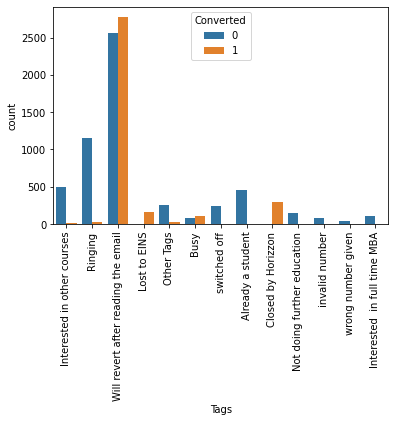 Converted
0
1
2500
2000
1500
1000
500
0
count
Interested in other courses
Ringing
Will revert after reading the email
Lost to EINS
Other Tags
Busy
switched off
Already a student
Closed by Horizzon
Not doing further education
invalid number
wrong number given
Interested  in full time MBA
Tags